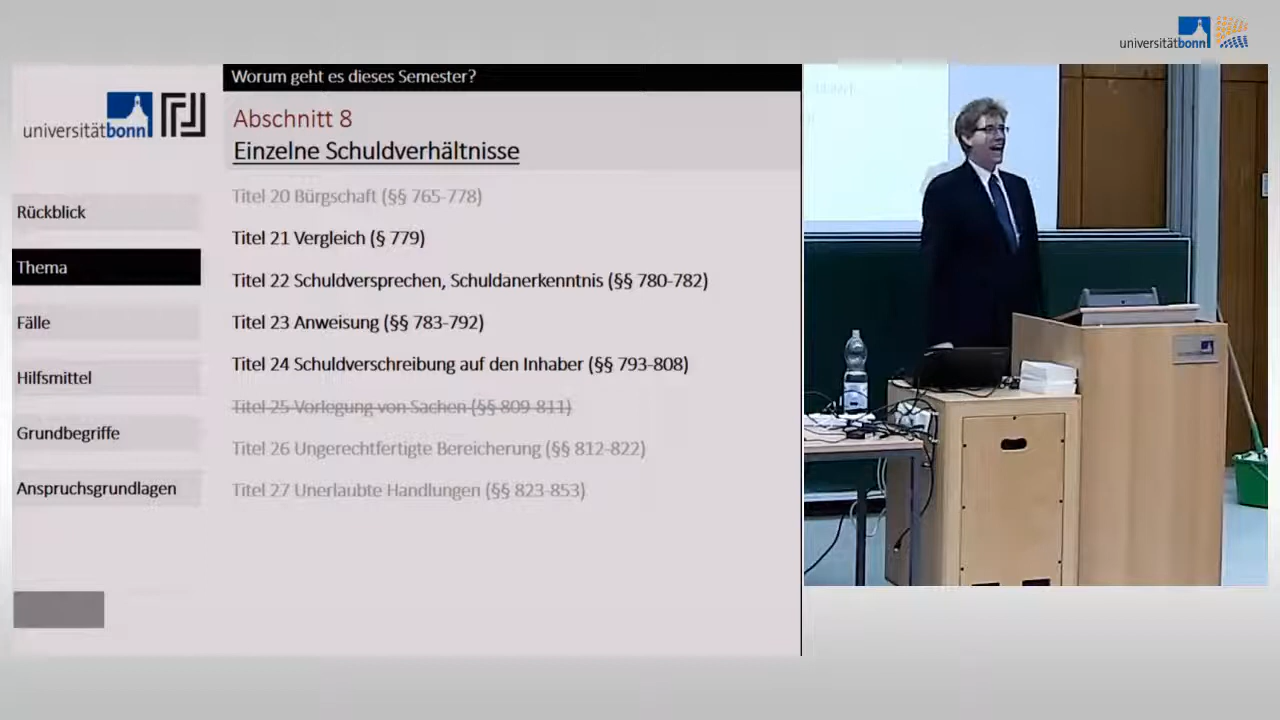 universitätbonn
Worum geht es dieses Semester?
universitätbonn
Abschnitt 8
Einzelne Schuldverhältnisse
Rückblick
Thema
Fälle
Hilfsmittel
Grundbegriffe
Anspruchsgrundlagen
Titel 20 Bürgschaft (§§ 765-778)
Titel 21 Vergleich (§ 779)
Titel 22 Schuldversprechen, Schuldanerkenntnis (§§ 780-782)
Titel 23 Anweisung (§§ 783-792)
Titel 24 Schuldverschreibung auf den Inhaber (§§ 793-808)
Titel 25 Vorlegung von Sachen (§§ 809-811)
Titel 26 Ungerechtfertigte Bereicherung (§§ 812-822)
Titel 27 Unerlaubte Handlungen (§§ 823-853)